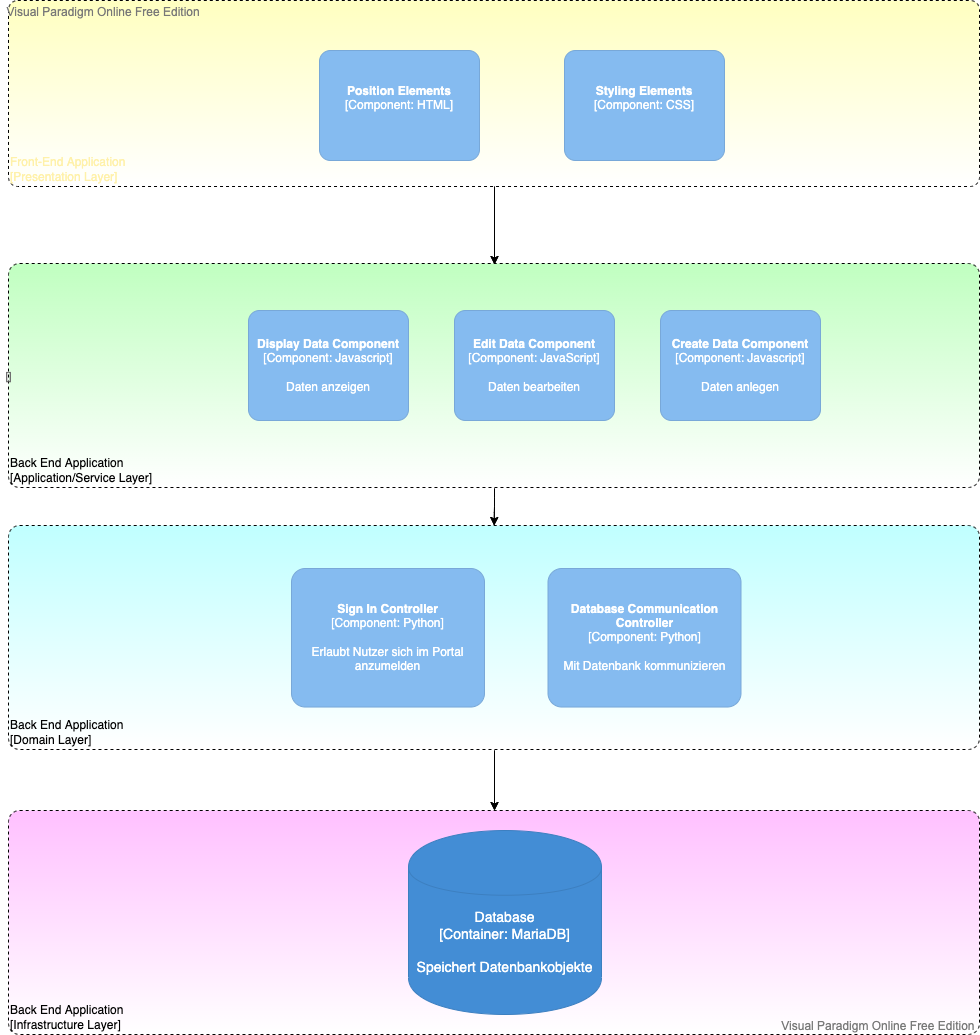 Visual Paradigm Online Free Edition
Position Elements
[Component: HTML]
Styling Elements
[Component: CSS]
Front-End Application
[Presentation Layer]
Display Data Component
[Component: Javascript]
Daten anzeigen
Edit Data Component
[Component: JavaScript]
Daten bearbeiten
Create Data Component
[Component: Javascript]
Daten anlegen
Back End Application
[Application/Service Layer]
Sign In Controller
[Component: Python]
Erlaubt Nutzer sich im Portal
anzumelden
Database Communication
Controller
[Component: Python]
Mit Datenbank kommunizieren
Back End Application
[Domain Layer]
Database
[Container: MariaDB]
Speichert Datenbankobjekte
Back End Application
[Infrastructure Layer]
Visual Paradigm Online Free Edition